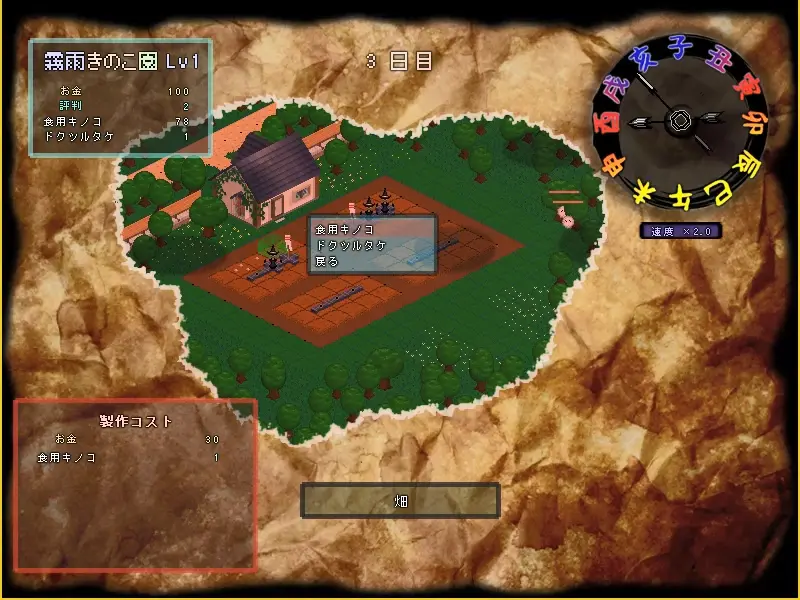 霧雨きのこ園 Lv1
お金 100
評判 2
食用キノコ 78
ドクツルタケ 1
3 日目
子
丑
寅
卯
辰
巳
午
未
申
酉
戌
亥
速度 ×2.0
食用キノコ
ドクツルタケ
戻る
製作コスト
お金 30
食用キノコ 1
畑